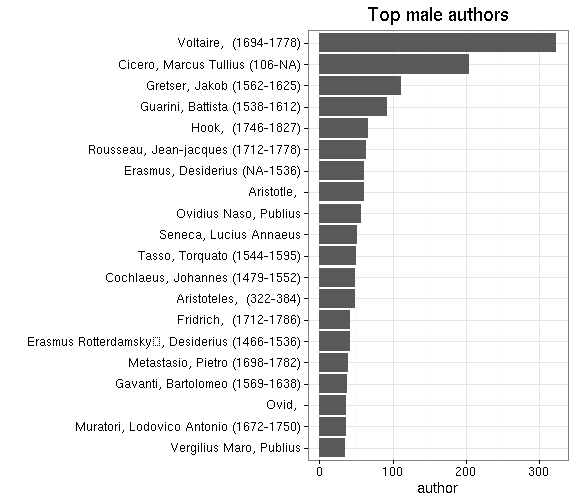 Top male authors
Voltaire,  (1694-1778)
Cicero, Marcus Tullius (106-NA)
Gretser, Jakob (1562-1625)
Guarini, Battista (1538-1612)
Hook,  (1746-1827)
Rousseau, Jean-jacques (1712-1778)
Erasmus, Desiderius (NA-1536)
Aristotle,
Ovidius Naso, Publius
Seneca, Lucius Annaeus
Tasso, Torquato (1544-1595)
Cochlaeus, Johannes (1479-1552)
Aristoteles,  (322-384)
Fridrich,  (1712-1786)
Erasmus Rotterdamsky▯, Desiderius (1466-1536)
Metastasio, Pietro (1698-1782)
Gavanti, Bartolomeo (1569-1638)
Ovid,
Muratori, Lodovico Antonio (1672-1750)
Vergilius Maro, Publius
0 100 200 300
author